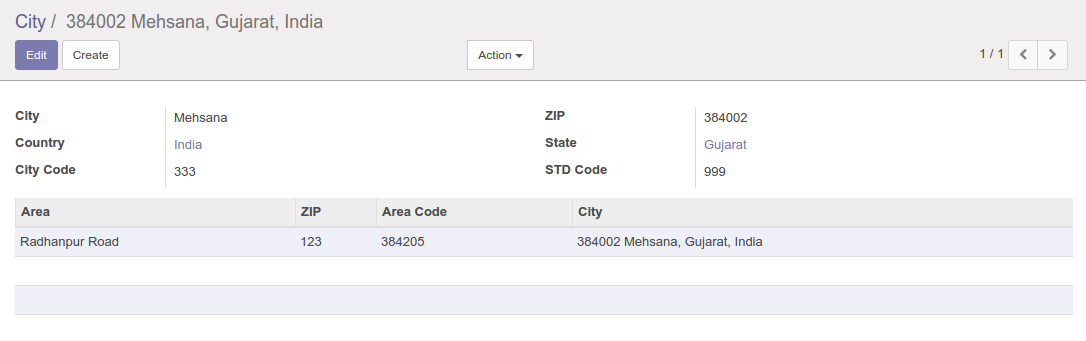 City / 384002 Mehsana, Gujarat, India
Edit Create Action 1 / 1
City Mehsana ZIP 384002
Country India State Gujarat
City Code 333 STD Code 999
Area ZIP Area Code City
Radhanpur Road 123 384205 384002 Mehsana, Gujarat, India